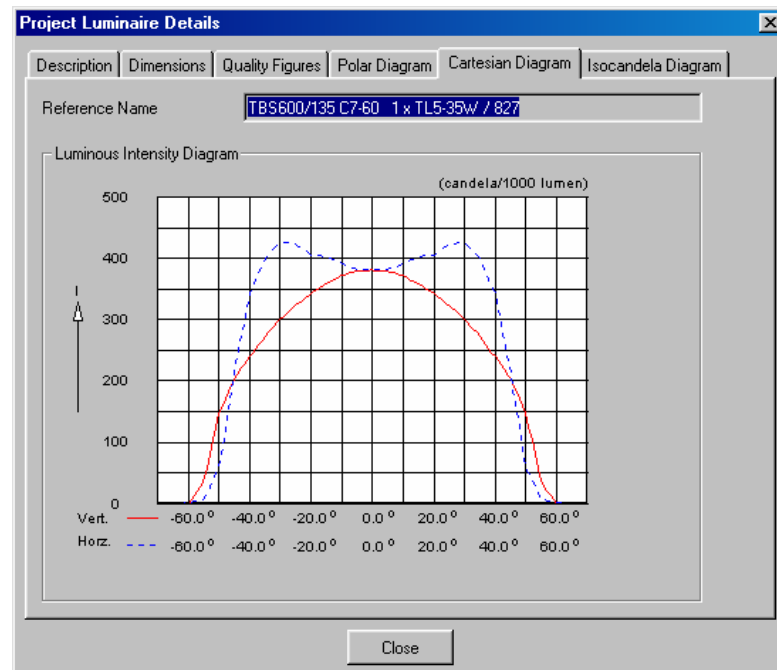 Project Luminaire Details
Description Dimensions Quality Figures Polar Diagram Cartesian Diagram Isocandela Diagram
Reference Name TBS600/135 C7-60 1 x TL5-35W / 827
Luminous Intensity Diagram
(candela/1000 lumen)
500
400
I
300
200
100
0
Vert. -60.0° -40.0° -20.0° 0.0° 20.0° 40.0° 60.0°
Horz. -60.0° -40.0° -20.0° 0.0° 20.0° 40.0° 60.0°
Close